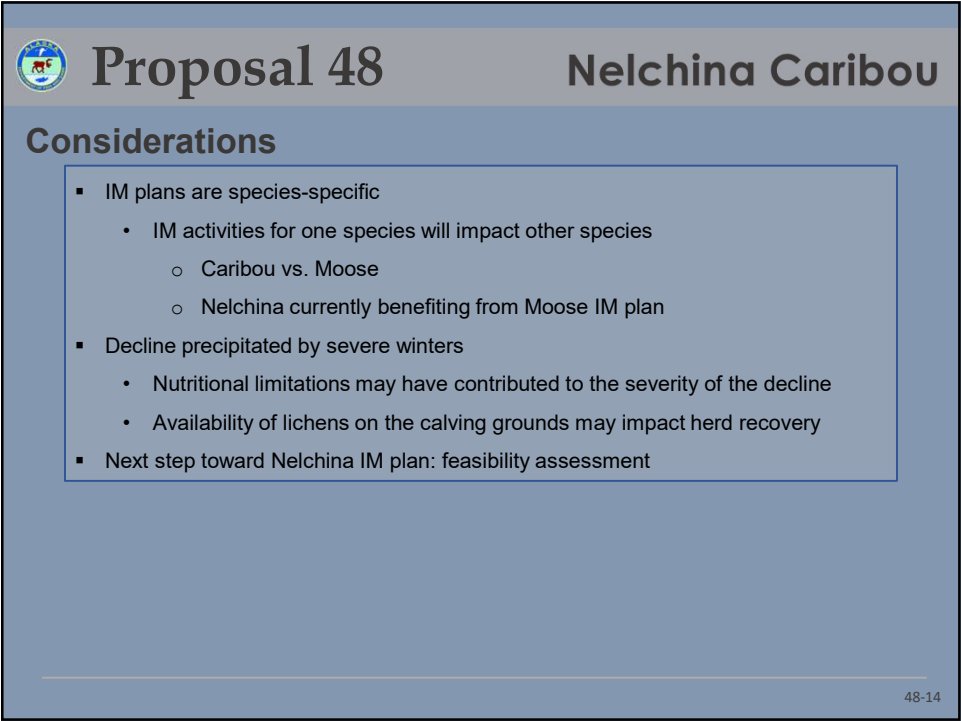 Proposal 48
Nelchina Caribou
Considerations
▪ IM plans are species-specific
• IM activities for one species will impact other species
o Caribou vs. Moose
o Nelchina currently benefiting from Moose IM plan
▪ Decline precipitated by severe winters
• Nutritional limitations may have contributed to the severity of the decline
• Availability of lichens on the calving grounds may impact herd recovery
▪ Next step toward Nelchina IM plan: feasibility assessment
48-14